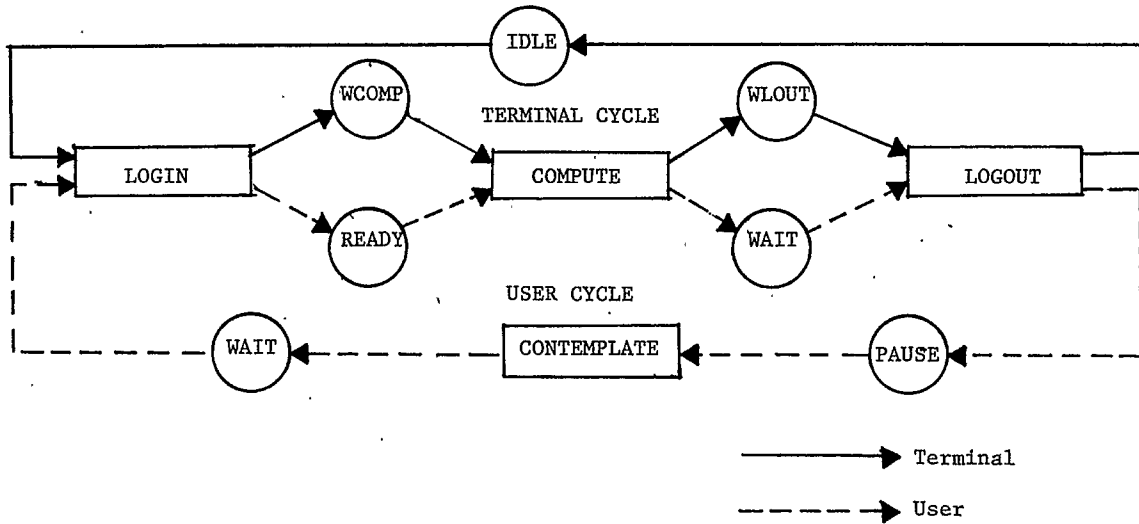 IDLE
WCOMP
WLOUT
TERMINAL CYCLE
LOGIN
COMPUTE
LOGOUT
READY
WAIT
USER CYCLE
WAIT
CONTEMPLATE
PAUSE
Terminal
User